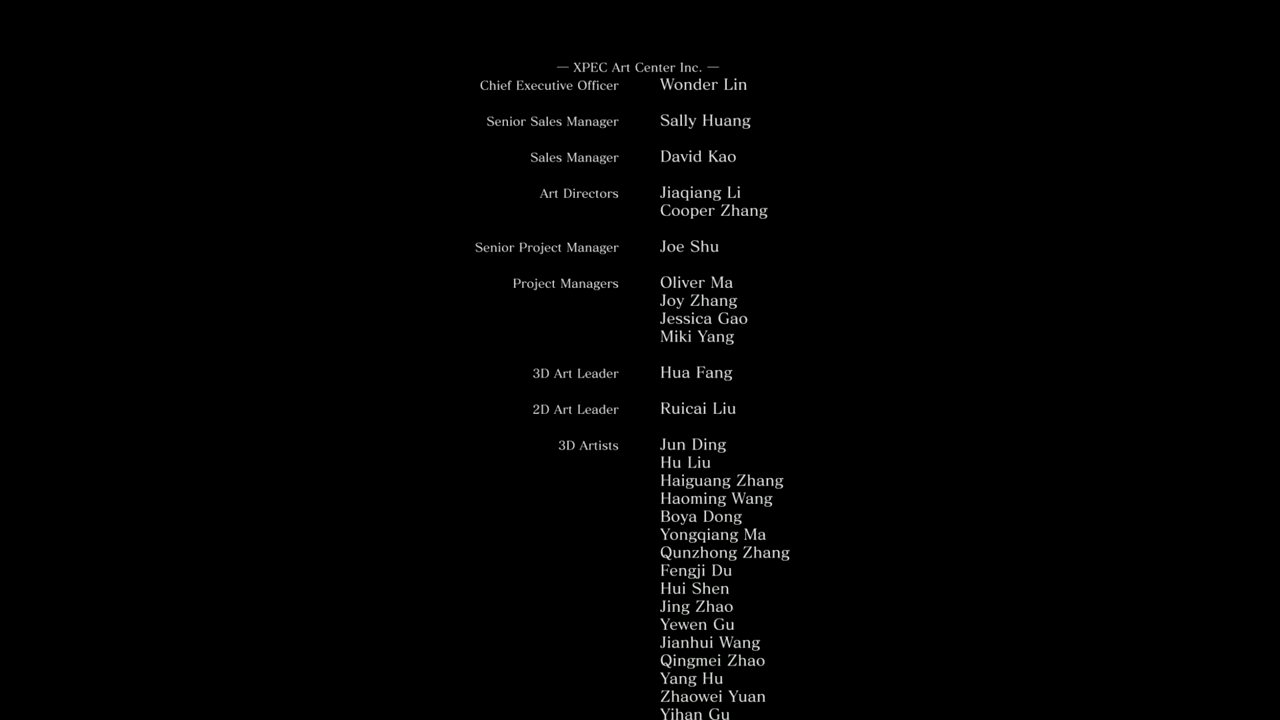 — XPEC Art Center Inc. —
Chief Executive Officer Wonder Lin
Senior Sales Manager Sally Huang
Sales Manager David Kao
Art Directors Jiaqiang Li
Cooper Zhang
Senior Project Manager Joe Shu
Project Managers Oliver Ma
Joy Zhang
Jessica Gao
Miki Yang
3D Art Leader Hua Fang
2D Art Leader Ruicai Liu
3D Artists Jun Ding
Hu Liu
Haiguang Zhang
Haoming Wang
Boya Dong
Yongqiang Ma
Qunzhong Zhang
Fengji Du
Hui Shen
Jing Zhao
Yewen Gu
Jianhui Wang
Qingmei Zhao
Yang Hu
Zhaowei Yuan
Yihan Gu